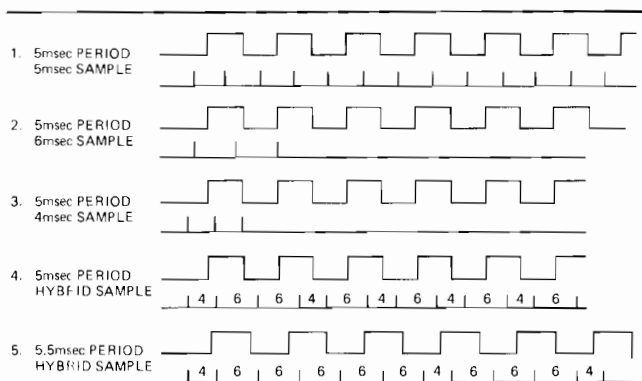 1. 5msec PERIOD
5msec SAMPLE
2. 5msec PERIOD
6msec SAMPLE
3. 5msec PERIOD
4msec SAMPLE
4. 5msec PERIOD
HYBRID SAMPLE
4 6 6 4 6 4 6 4 6 4 6
5. 5.5msec PERIOD
HYBRID SAMPLE
4 6 6 6 6 4 6 6 6 6 4